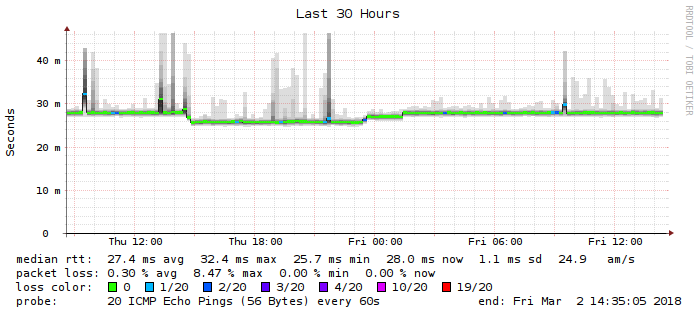 Last 30 Hours
RRDTOOL / TOBI OETIKER
Seconds
40 m
30 m
20 m
10 m
0
Thu 12:00 Thu 18:00 Fri 00:00 Fri 06:00 Fri 12:00
median rtt: 27.4 ms avg 32.4 ms max 25.7 ms min 28.0 ms now 1.1 ms sd 24.9 am/s
packet loss: 0.30 % avg 8.47 % max 0.00 % min 0.00 % now
loss color: 0 1/20 2/20 3/20 4/20 10/20 19/20
probe: 20 ICMP Echo Pings (56 Bytes) every 60s end: Fri Mar 2 14:35:05 2018